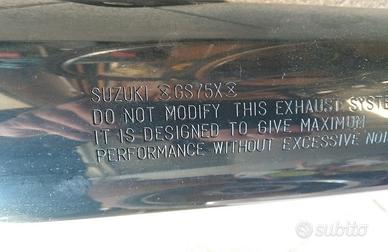 SUZUKI ※GS75X※
DO NOT MODIFY THIS EXHAUST SYSTE
IT IS DESIGNED TO GIVE MAXIMUM
PERFORMANCE WITHOUT EXCESSIVE NOI
subito